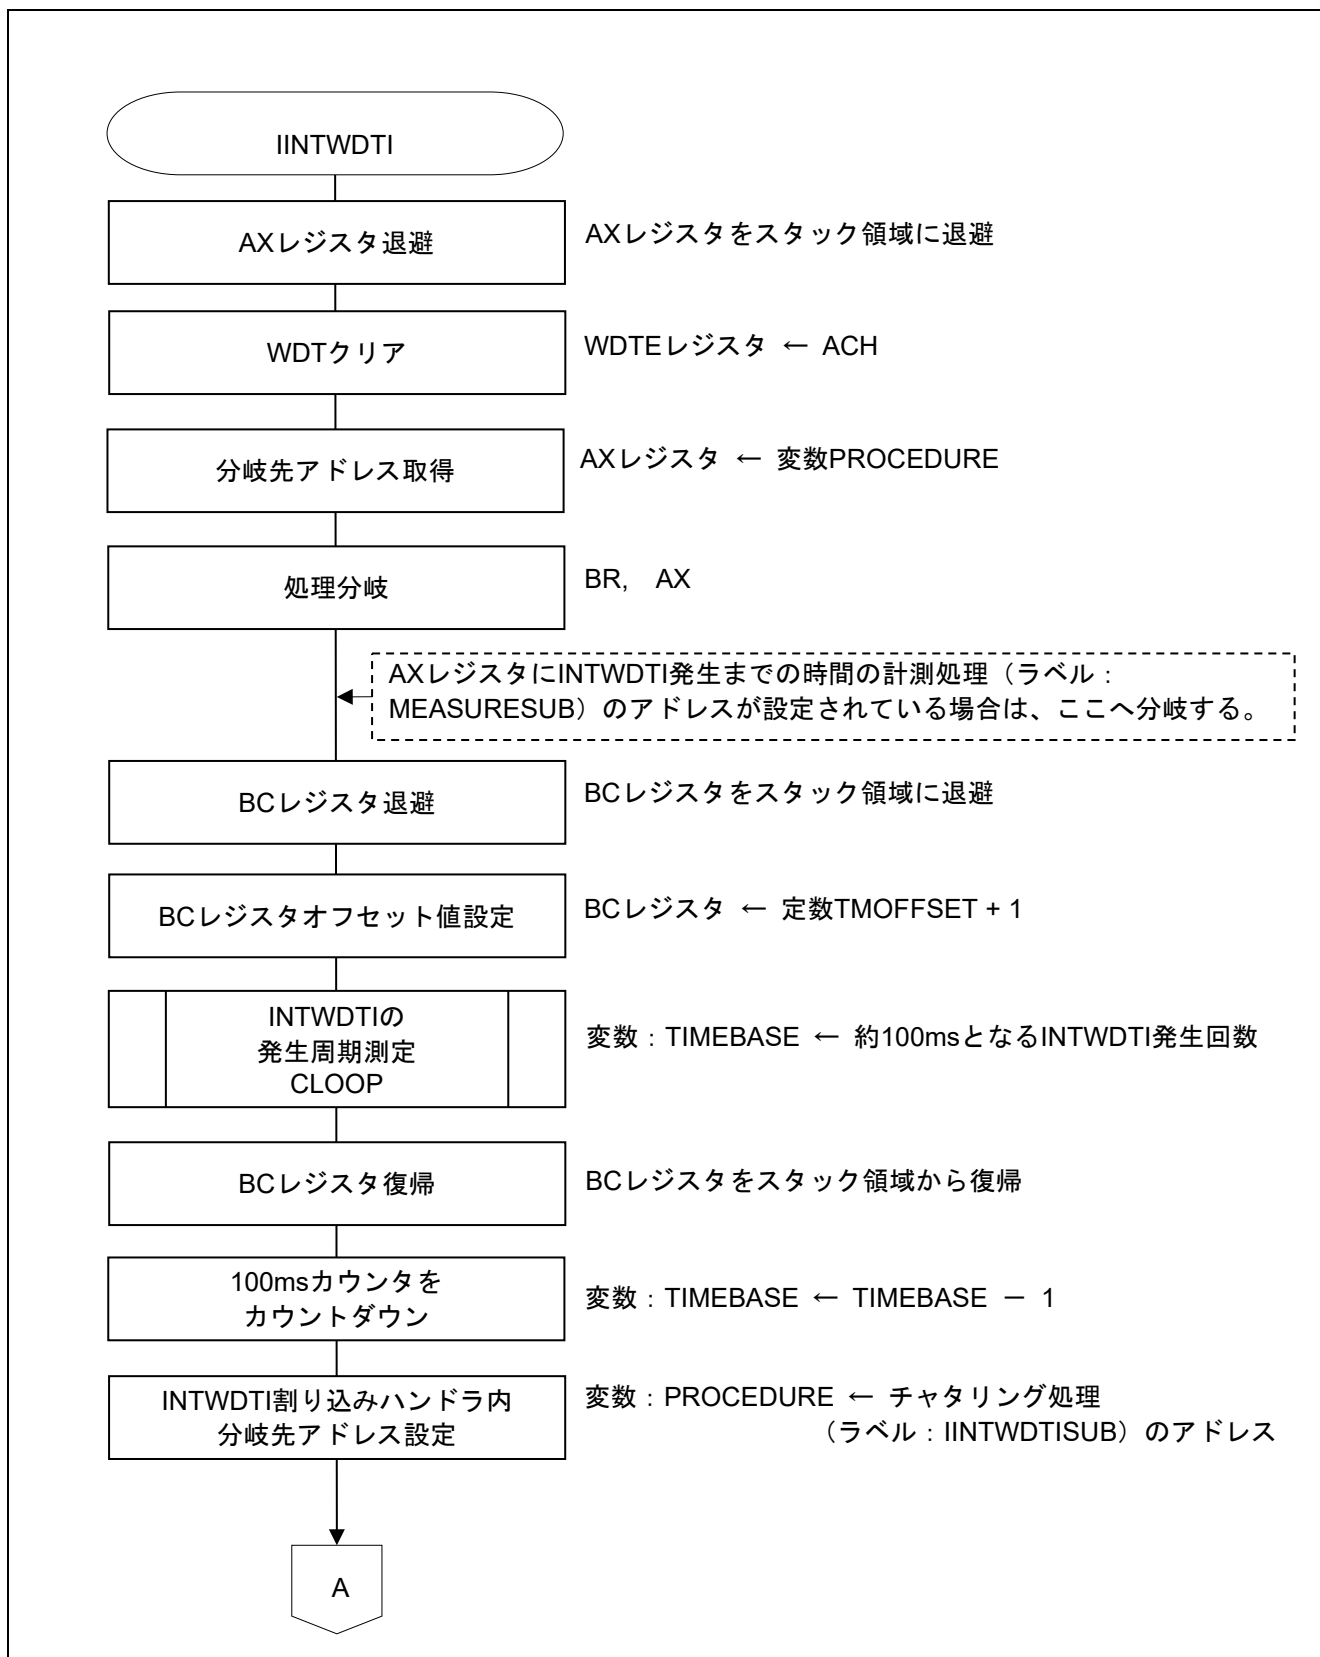 IINTWDTI
AXレジスタ退避
AXレジスタをスタック領域に退避
WDTクリア
WDTEレジスタ ← ACH
分岐先アドレス取得
AXレジスタ ← 変数PROCEDURE
処理分岐
BR, AX
AXレジスタにINTWDTI発生までの時間の計測処理（ラベル：
MEASURESUB）のアドレスが設定されている場合は、ここへ分岐する。
BCレジスタ退避
BCレジスタをスタック領域に退避
BCレジスタオフセット値設定
BCレジスタ ← 定数TMOFFSET + 1
INTWDTIの
発生周期測定
CLOOP
変数：TIMEBASE ← 約100msとなるINTWDTI発生回数
BCレジスタ復帰
BCレジスタをスタック領域から復帰
100msカウンタを
カウントダウン
変数：TIMEBASE ← TIMEBASE － 1
INTWDTI割り込みハンドラ内
分岐先アドレス設定
変数：PROCEDURE ← チャタリング処理
（ラベル：IINTWDTISUB）のアドレス
A